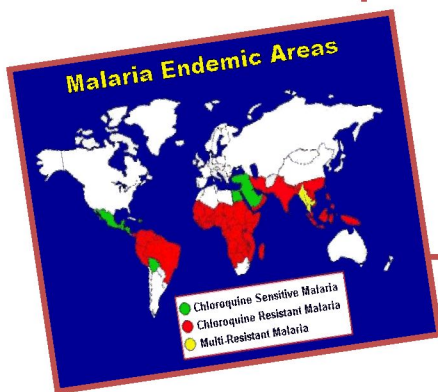 Malaria Endemic Areas
Chloroquine Sensitive Malaria
Chloroquine Resistant Malaria
Multi-Resistant Malaria